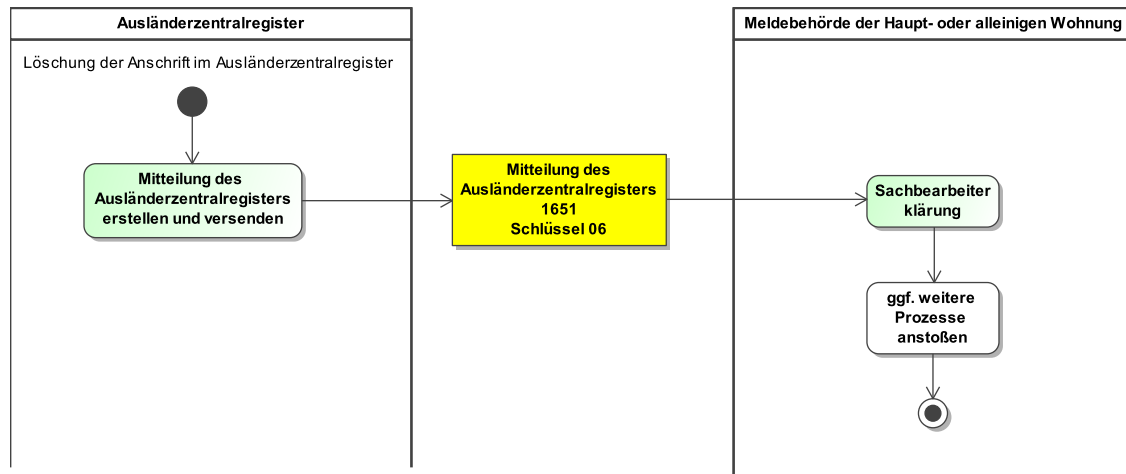 Ausländerzentralregister
Meldebehörde der Haupt- oder alleinigen Wohnung
Löschung der Anschrift im Ausländerzentralregister
Mitteilung des
Ausländerzentralregisters
erstellen und versenden
Mitteilung des
Ausländerzentralregisters
1651
Schlüssel 06
Sachbearbeiter
klärung
ggf. weitere
Prozesse
anstoßen